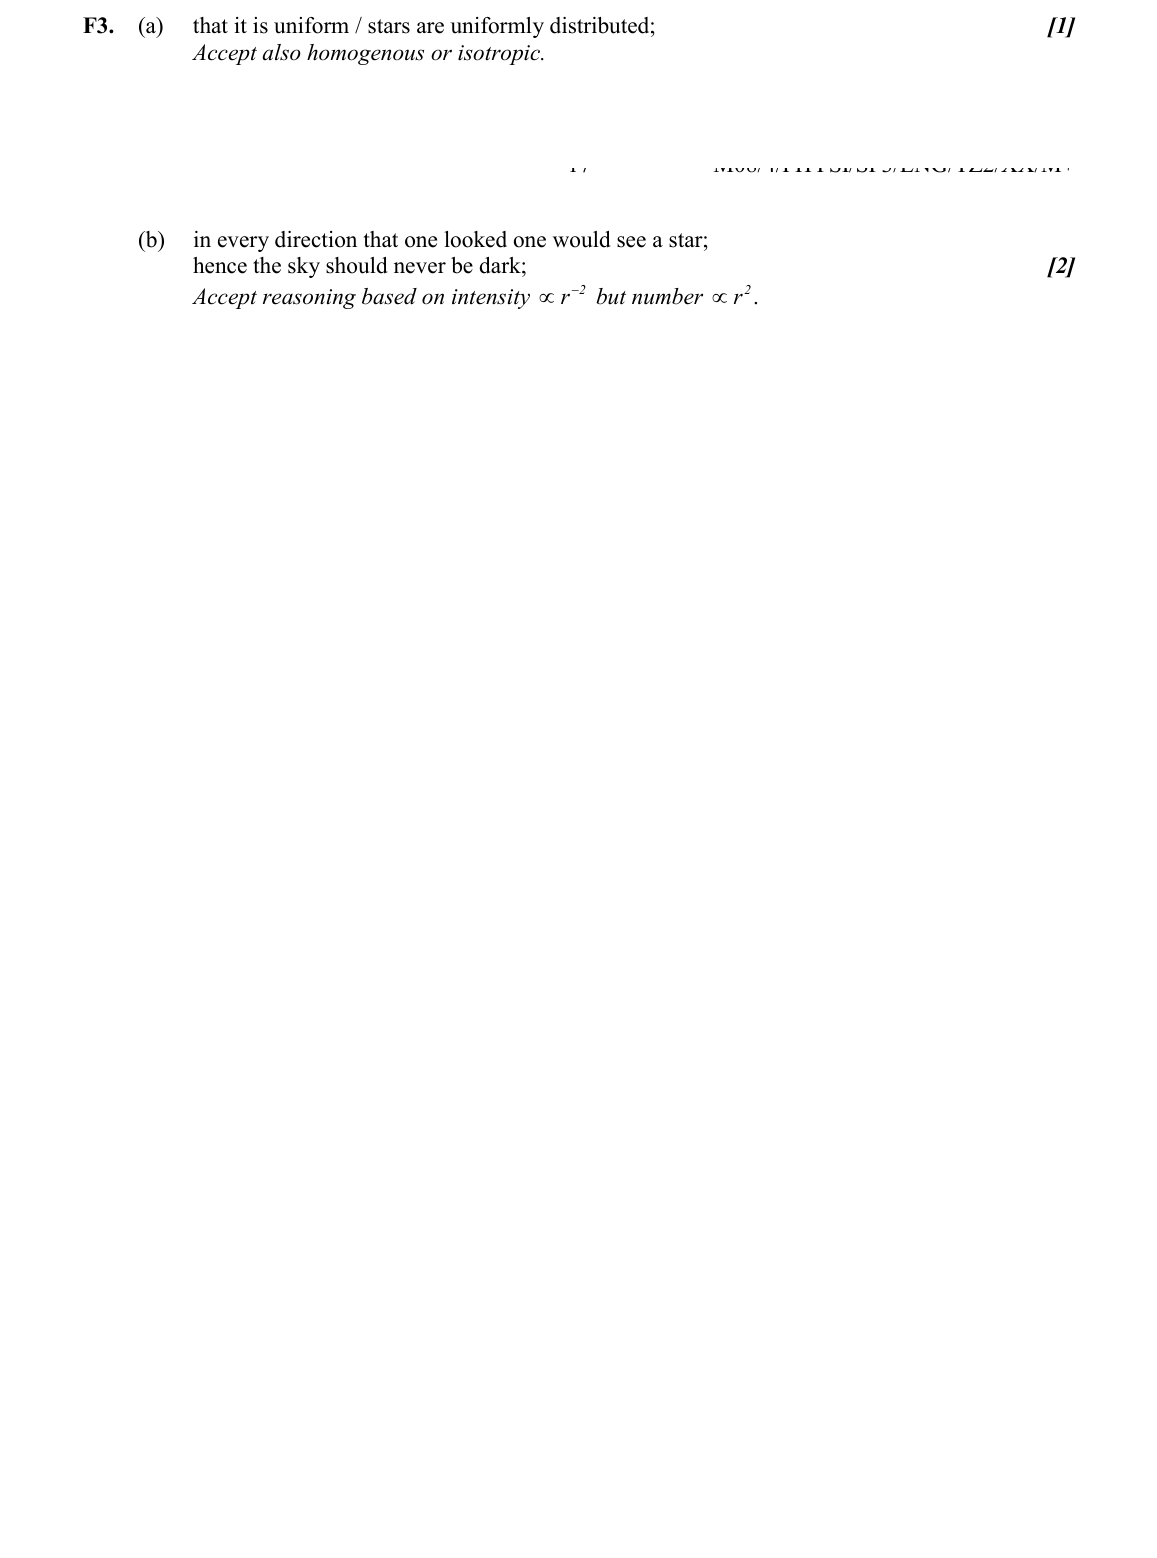 F3. (a) that it is uniform / stars are uniformly distributed; [1]
Accept also homogenous or isotropic.
(b) in every direction that one looked one would see a star;
hence the sky should never be dark; [2]
Accept reasoning based on intensity ∝ r⁻² but number ∝ r².